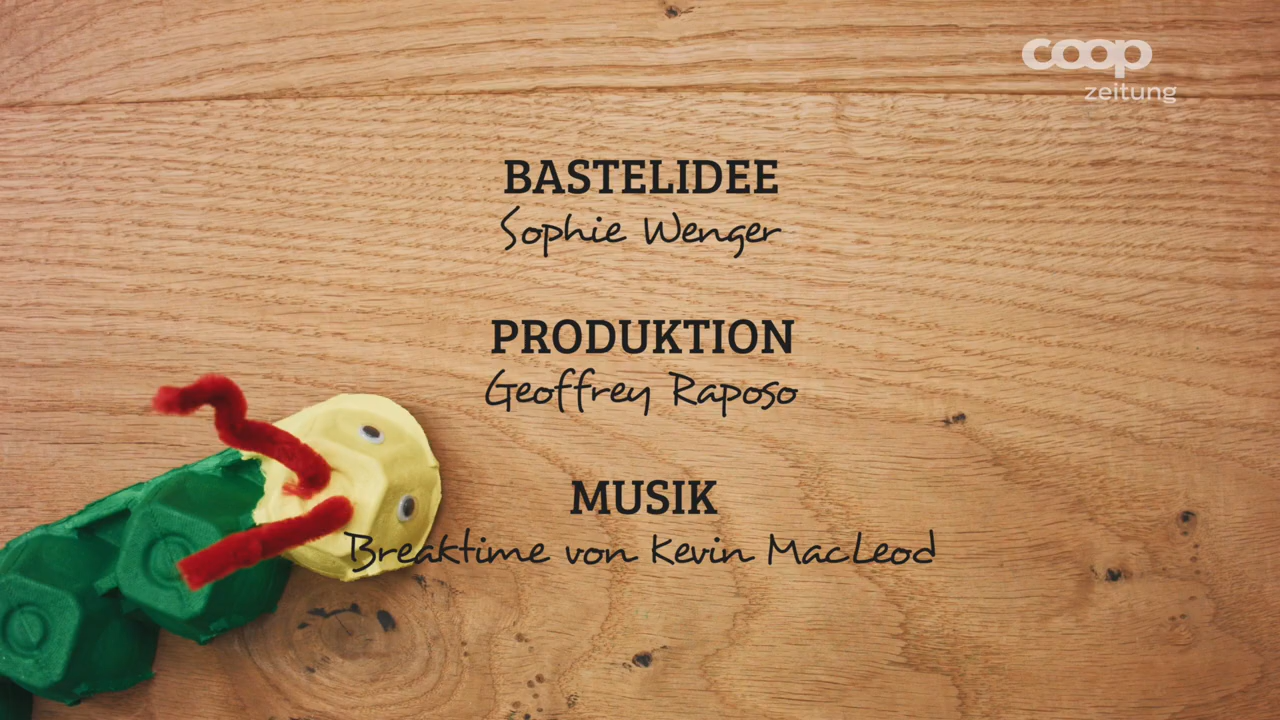 coop
zeitung
BASTELIDEE
Sophie Wenger
PRODUKTION
Geoffrey Raposo
MUSIK
Breaktime von Kevin MacLeod